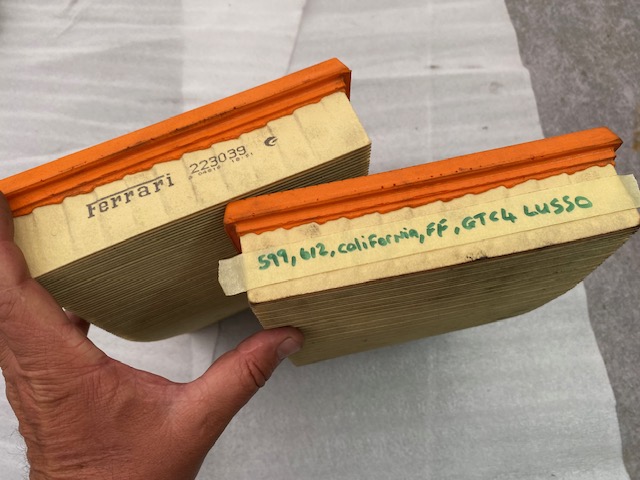 Ferrari 223039
599, 612, california, FF, GTC4 LUSSO